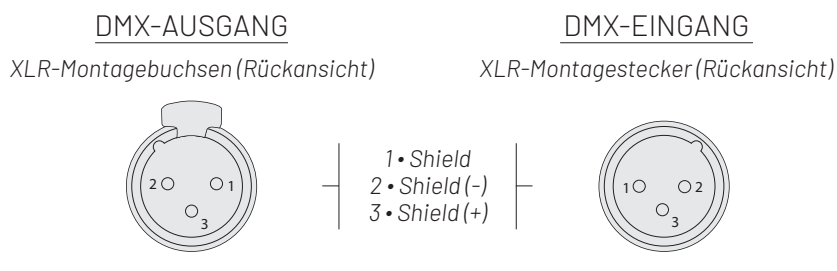 DMX-AUSGANG
XLR-Montagebuchsen (Rückansicht)
2 1
3
1 • Shield
2 • Shield (-)
3 • Shield (+)
DMX-EINGANG
XLR-Montagestecker (Rückansicht)
1 2
3